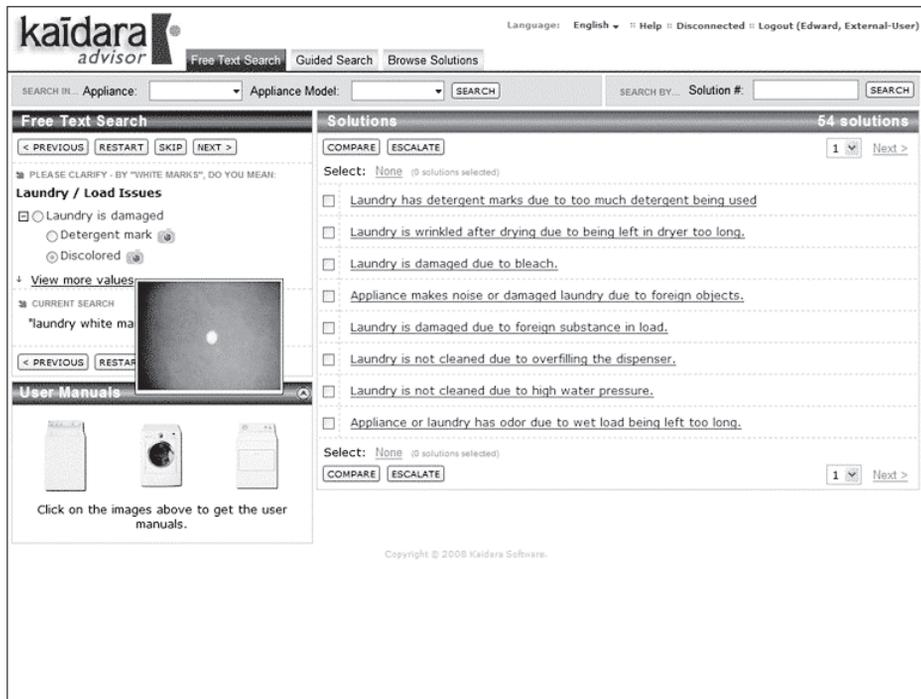 kaidara
advisor
Language: English :: Help :: Disconnected :: Logout (Edward, External-User)
Free Text Search Guided Search Browse Solutions
SEARCH IN... Appliance: Appliance Model: SEARCH SEARCH BY... Solution #: SEARCH
Free Text Search
< PREVIOUS RESTART SKIP NEXT >
PLEASE CLARIFY - BY "WHITE MARKS", DO YOU MEAN:
Laundry / Load Issues
Laundry is damaged
Detergent mark
Discolored
View more values
CURRENT SEARCH
"laundry white ma
< PREVIOUS RESTAR
User Manuals
Click on the images above to get the user
manuals.
Solutions 54 solutions
COMPARE ESCALATE 1 Next >
Select: None (0 solutions selected)
Laundry has detergent marks due to too much detergent being used
Laundry is wrinkled after drying due to being left in dryer too long.
Laundry is damaged due to bleach.
Appliance makes noise or damaged laundry due to foreign objects.
Laundry is damaged due to foreign substance in load.
Laundry is not cleaned due to overfilling the dispenser.
Laundry is not cleaned due to high water pressure.
Appliance or laundry has odor due to wet load being left too long.
Select: None (0 solutions selected)
COMPARE ESCALATE 1 Next >
Copyright © 2008 Kaidara Software.